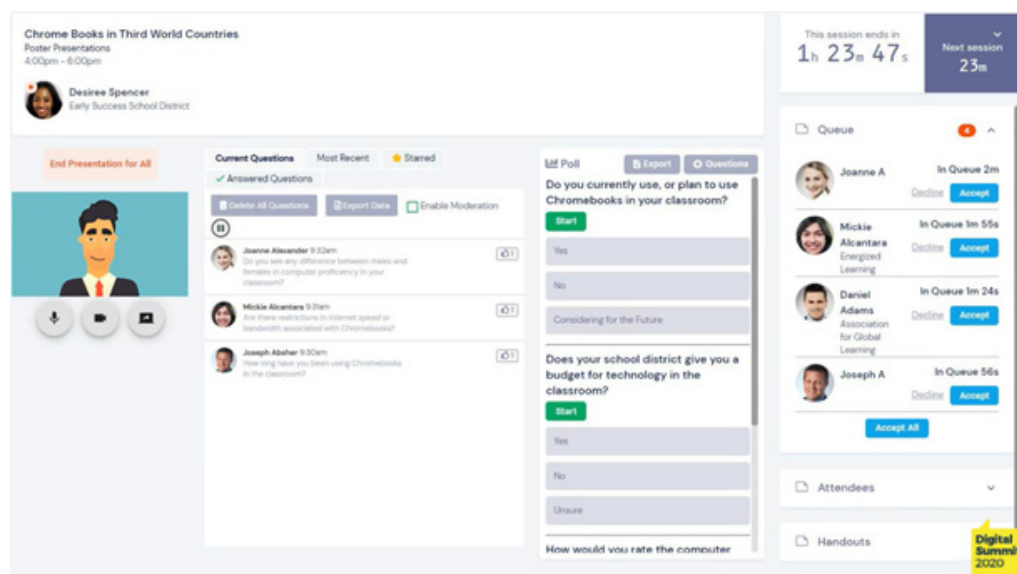 Chrome Books in Third World Countries
Poster Presentations
4:00pm - 6:00pm
Desiree Spencer
Early Success School District
This session ends in
1h 23m 47s
Next session
23m
End Presentation for All
Current Questions
Most Recent
Starred
Answered Questions
Delete All Questions
Export Data
Enable Moderation
Joanne Alexander 9:32am
Do you see any difference between males and
females in computer proficiency in your
classroom?
1
Mickie Alcantara 9:31am
Are there restrictions in Internet speed or
bandwidth associated with Chromebooks?
1
Joseph Absher 9:30am
How long have you been using Chromebooks
in the classroom?
1
Poll
Export
Questions
Do you currently use, or plan to use
Chromebooks in your classroom?
Start
Yes
No
Considering for the Future
Does your school district give you a
budget for technology in the
classroom?
Start
Yes
No
Unsure
How would you rate the computer
Queue
4
Joanne A
In Queue 2m
Decline
Accept
Mickie
Alcantara
Energized
Learning
In Queue 1m 55s
Decline
Accept
Daniel
Adams
Association
for Global
Learning
In Queue 1m 24s
Decline
Accept
Joseph A
In Queue 56s
Decline
Accept
Accept All
Attendees
Handouts
Digital
Summit
2020